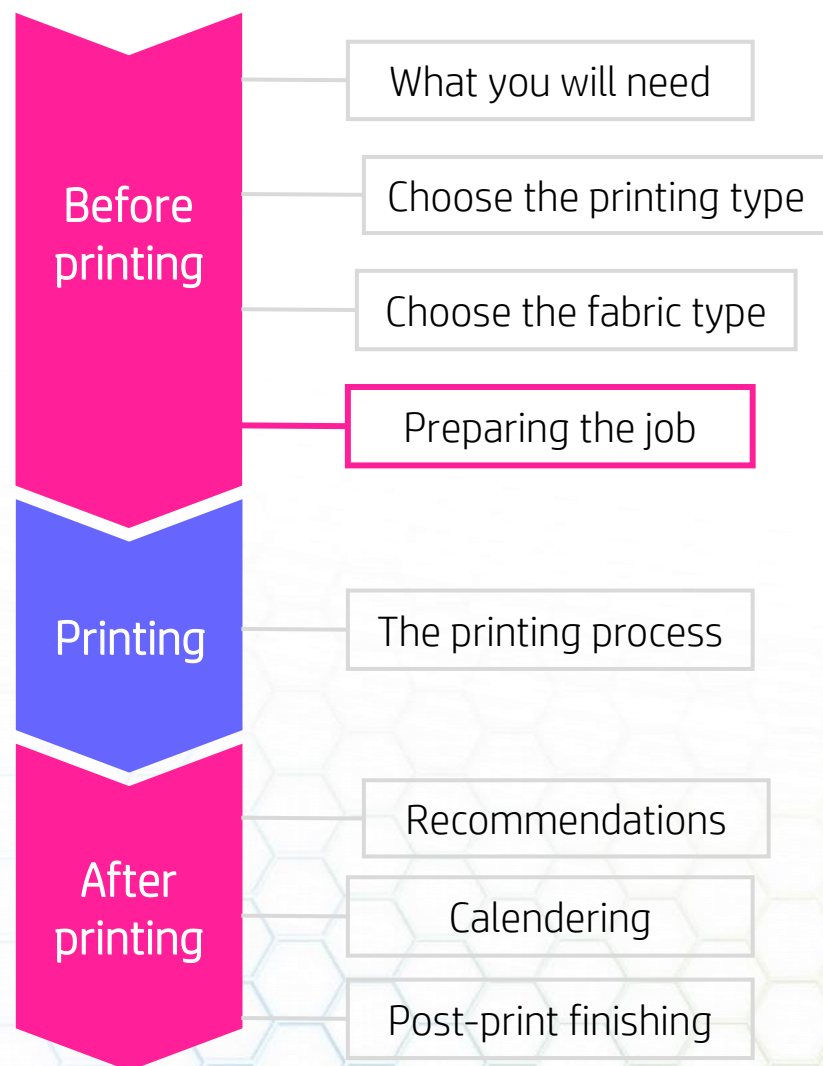 Before
printing
What you will need
Choose the printing type
Choose the fabric type
Preparing the job
Printing
The printing process
After
printing
Recommendations
Calendering
Post-print finishing